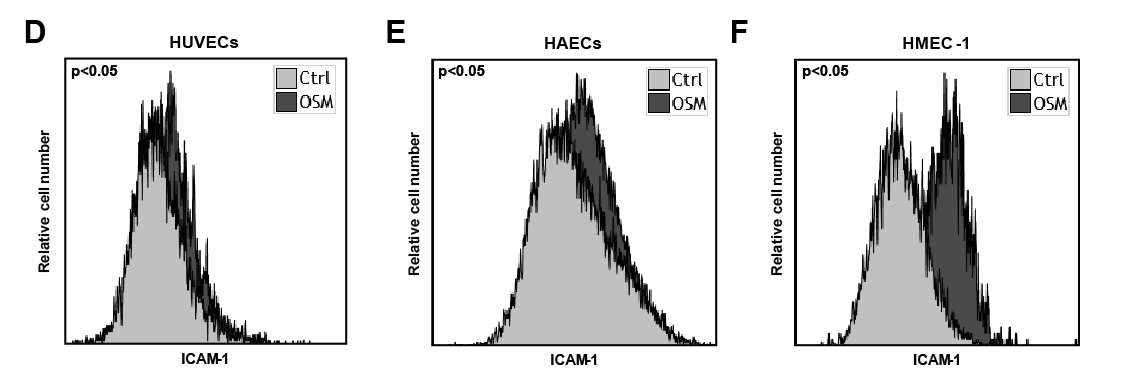 D
HUVECs
p<0.05
Ctrl
OSM
Relative cell number
ICAM-1
E
HAECs
p<0.05
Ctrl
OSM
Relative cell number
ICAM-1
F
HMEC-1
p<0.05
Ctrl
OSM
Relative cell number
ICAM-1